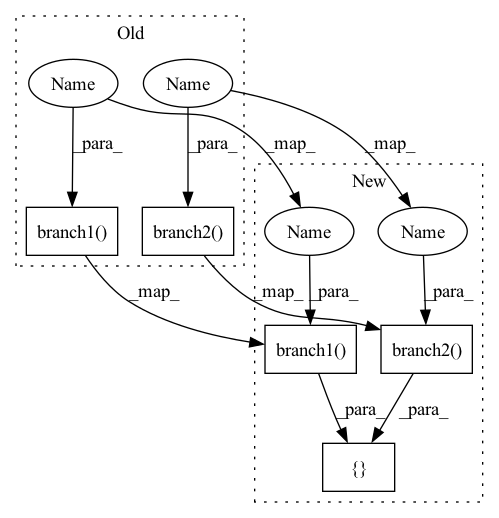 Old
Name
Name
_para_
_para_
_map_
_map_
New
branch1()
branch2()
Name
Name
_map_
_map_
_para_
_para_
branch1()
branch2()
_para_
_para_
{}